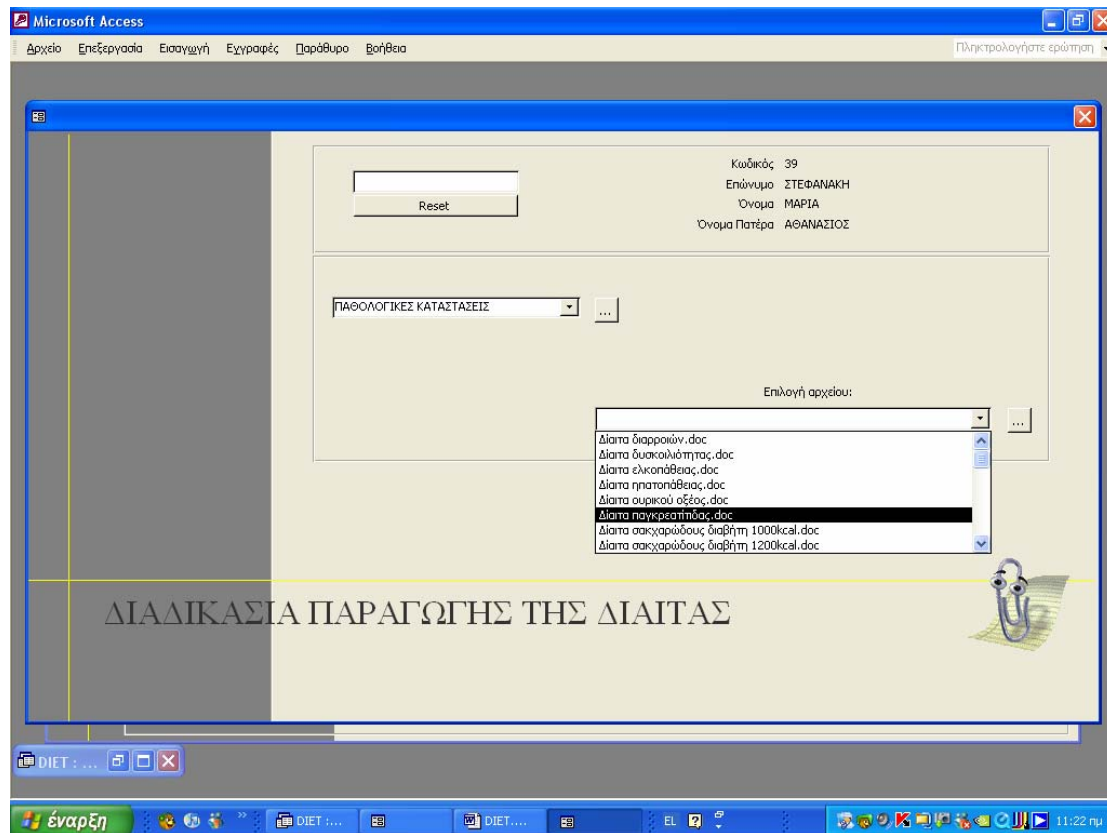 Microsoft Access
Αρχείο Επεξεργασία Εισαγωγή Εγγραφές Παράθυρο Βοήθεια
Πληκτρολογήστε ερώτηση
Reset
Κωδικός 39
Επώνυμο ΣΤΕΦΑΝΑΚΗ
Όνομα ΜΑΡΙΑ
Όνομα Πατέρα ΑΘΑΝΑΣΙΟΣ
ΠΑΘΟΛΟΓΙΚΕΣ ΚΑΤΑΣΤΑΣΕΙΣ
...
Επιλογή αρχείου:
...
Δίαιτα διαρροιών.doc
Δίαιτα δυσκοιλιότητας.doc
Δίαιτα ελκοπάθειας.doc
Δίαιτα ηπατοπάθειας.doc
Δίαιτα ουρικού οξέος.doc
Δίαιτα παγκρεατίτιδας.doc
Δίαιτα σακχαρώδους διαβήτη 1000kcal.doc
Δίαιτα σακχαρώδους διαβήτη 1200kcal.doc
ΔΙΑΔΙΚΑΣΙΑ ΠΑΡΑΓΩΓΗΣ ΤΗΣ ΔΙΑΙΤΑΣ
DIET : ...
έναρξη
DIET :...
DIET....
EL
11:22 πμ